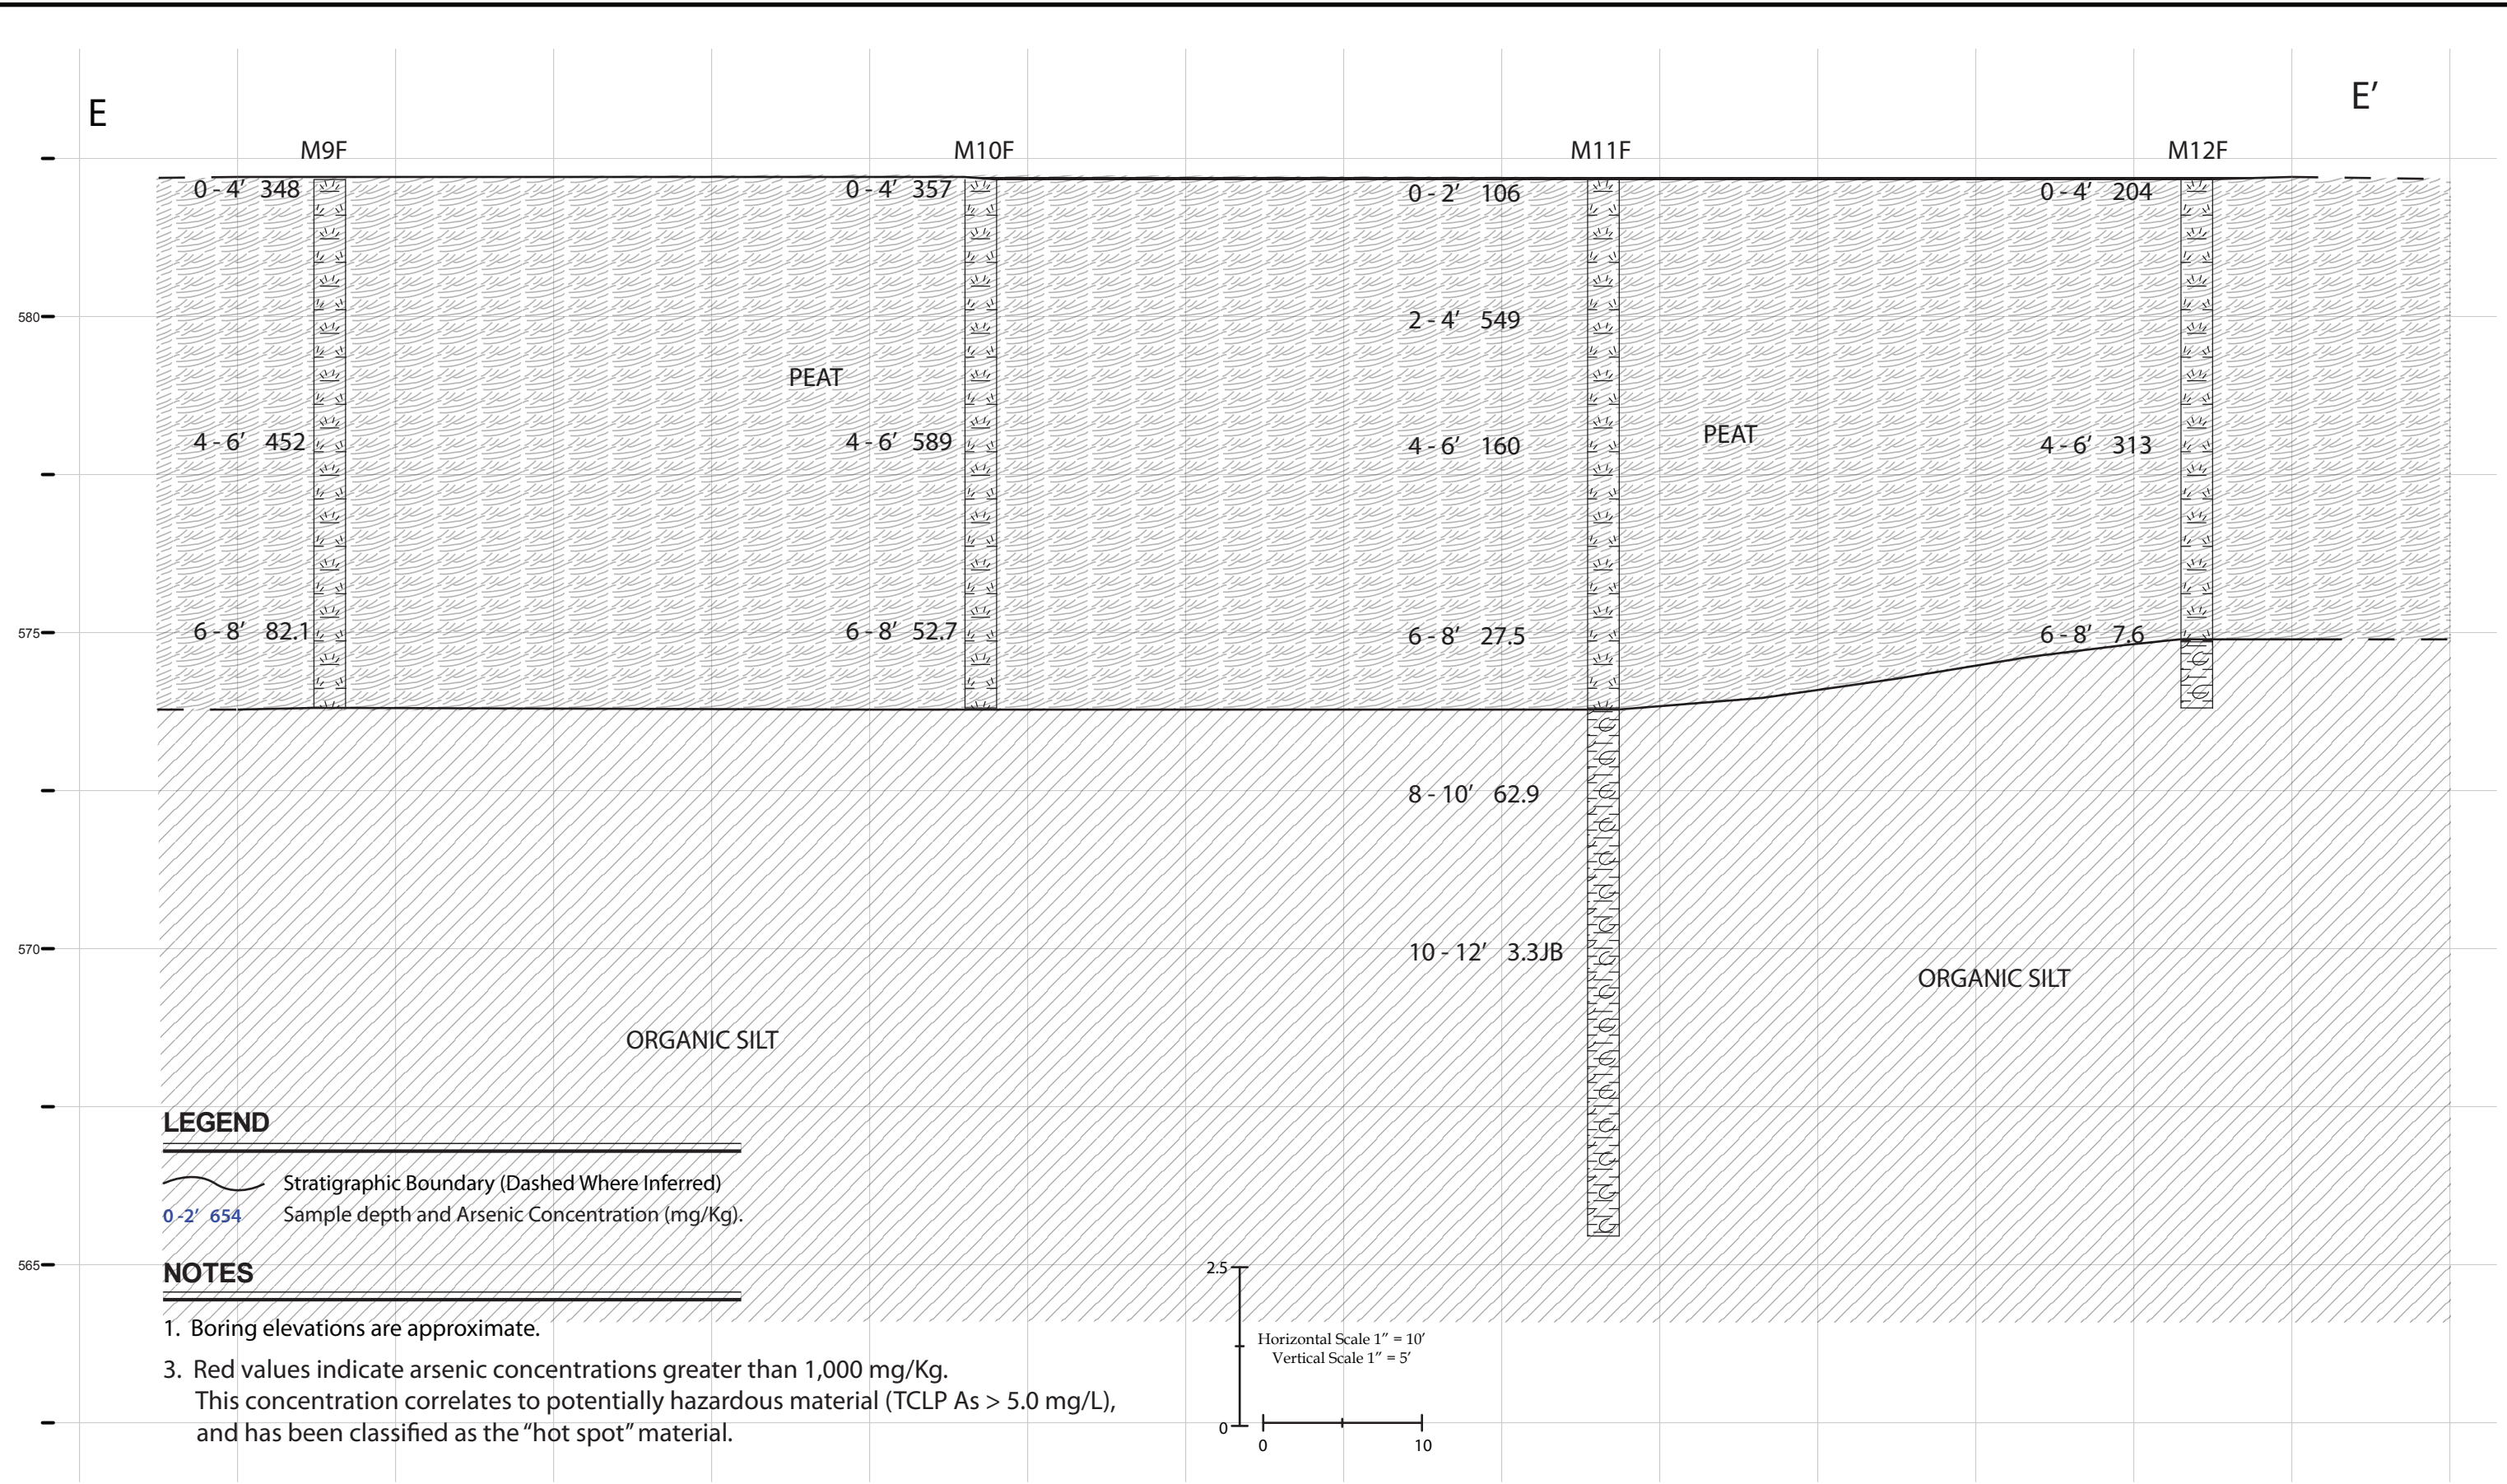 E
E′
M9F
M10F
M11F
M12F
0 - 4′ 348
0 - 4′ 357
0 - 2′ 106
0 - 4′ 204
580
2 - 4′ 549
PEAT
PEAT
4 - 6′ 452
4 - 6′ 589
4 - 6′ 160
4 - 6′ 313
575
6 - 8′ 82.1
6 - 8′ 52.7
6 - 8′ 27.5
6 - 8′ 7.6
8 - 10′ 62.9
570
10 - 12′ 3.3JB
ORGANIC SILT
ORGANIC SILT
LEGEND
Stratigraphic Boundary (Dashed Where Inferred)
0 -2′ 654 Sample depth and Arsenic Concentration (mg/Kg).
565
NOTES
1. Boring elevations are approximate.
3. Red values indicate arsenic concentrations greater than 1,000 mg/Kg.
This concentration correlates to potentially hazardous material (TCLP As > 5.0 mg/L),
and has been classified as the “hot spot” material.
2.5
Horizontal Scale 1″ = 10′
Vertical Scale 1″ = 5′
0
0
10